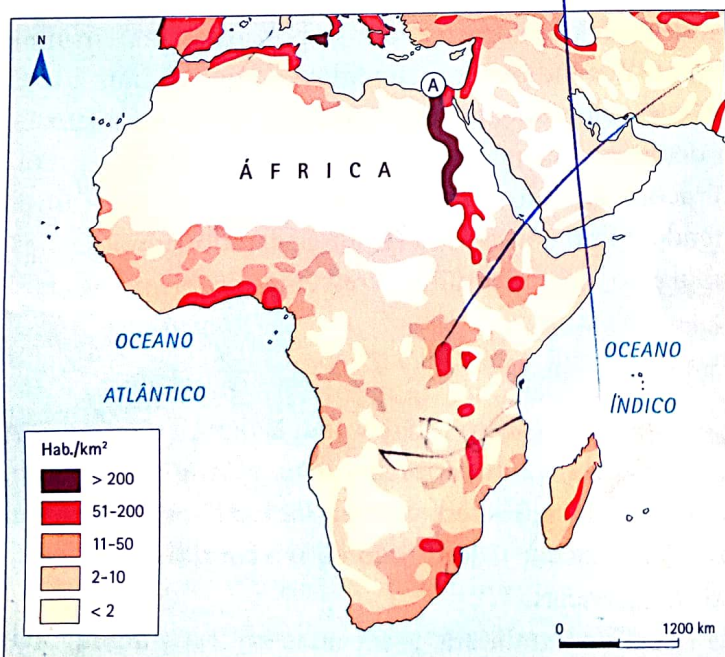 N
A
ÁFRICA
OCEANO
ATLÂNTICO
OCEANO
ÍNDICO
Hab./km²
> 200
51-200
11-50
2-10
< 2
0 1200 km